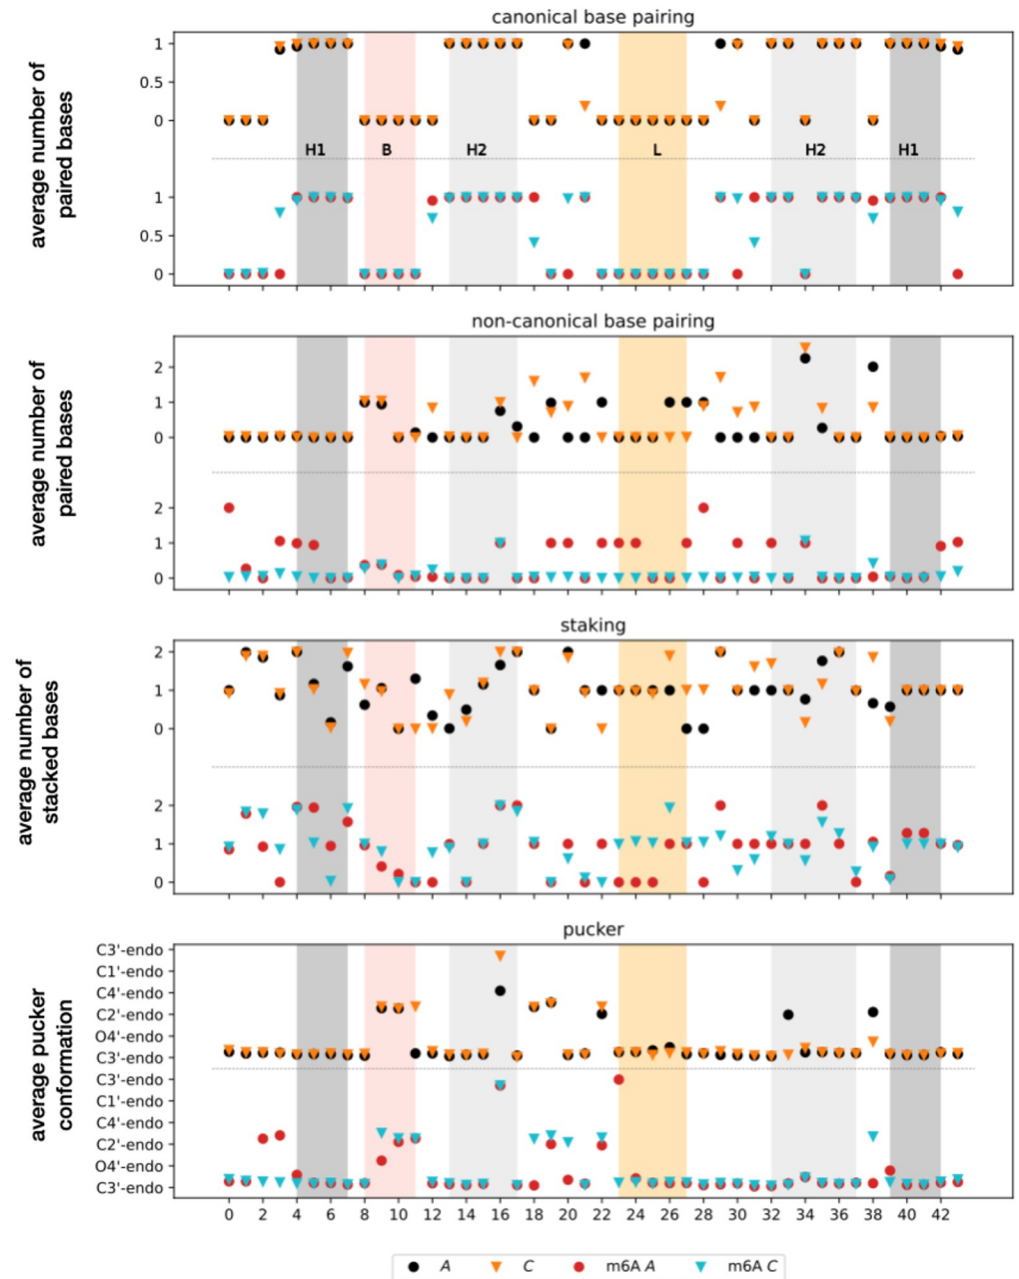 canonical base pairing
average number of
paired bases
1
0.5
0
H1
B
H2
L
H2
H1
1
0.5
0
non-canonical base pairing
average number of
paired bases
2
1
0
2
1
0
staking
average number of
stacked bases
2
1
0
2
1
0
pucker
average pucker
conformation
C3'-endo
C1'-endo
C4'-endo
C2'-endo
O4'-endo
C3'-endo
C3'-endo
C1'-endo
C4'-endo
C2'-endo
O4'-endo
C3'-endo
0 2 4 6 8 10 12 14 16 18 20 22 24 26 28 30 32 34 36 38 40 42
A C m6A A m6A C